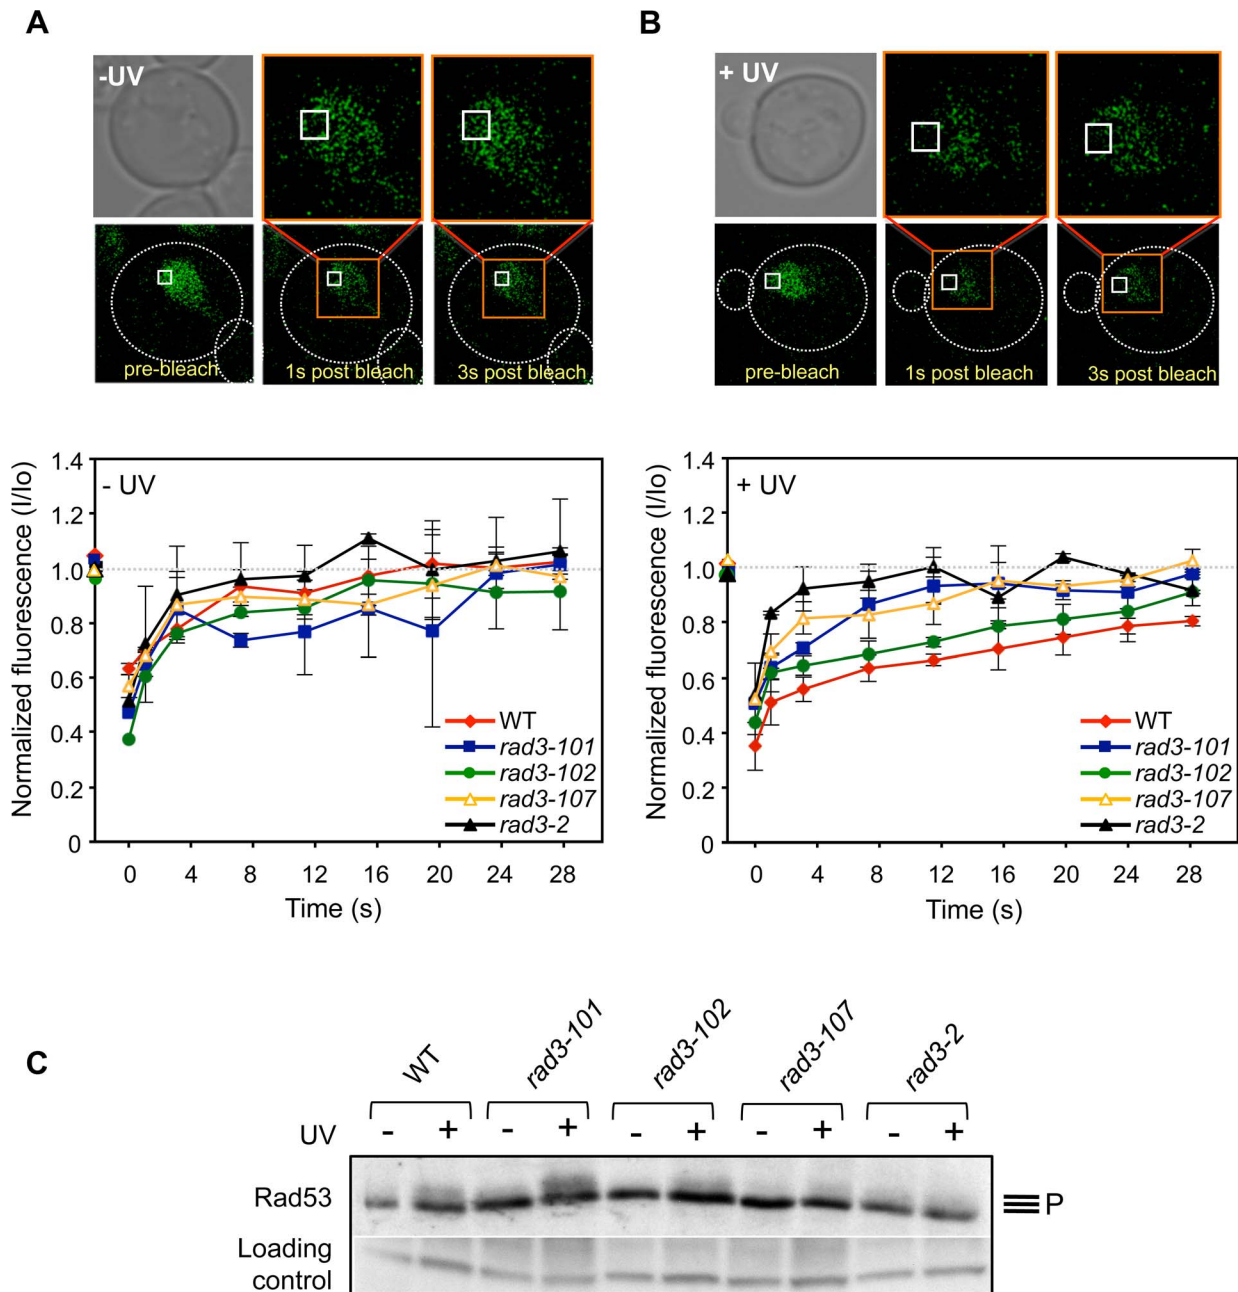 A
B
-UV
+ UV
pre-bleach
1s post bleach
3s post bleach
pre-bleach
1s post bleach
3s post bleach
Normalized fluorescence (I/Io)
1.4
1.2
1.0
0.8
0.6
0.4
0.2
0
- UV
WT
rad3-101
rad3-102
rad3-107
rad3-2
0 4 8 12 16 20 24 28
Time (s)
Normalized fluorescence (I/Io)
1.4
1.2
1.0
0.8
0.6
0.4
0.2
0
+ UV
WT
rad3-101
rad3-102
rad3-107
rad3-2
0 4 8 12 16 20 24 28
Time (s)
C
WT rad3-101 rad3-102 rad3-107 rad3-2
UV - + - + - + - + - +
Rad53
P
Loading
control